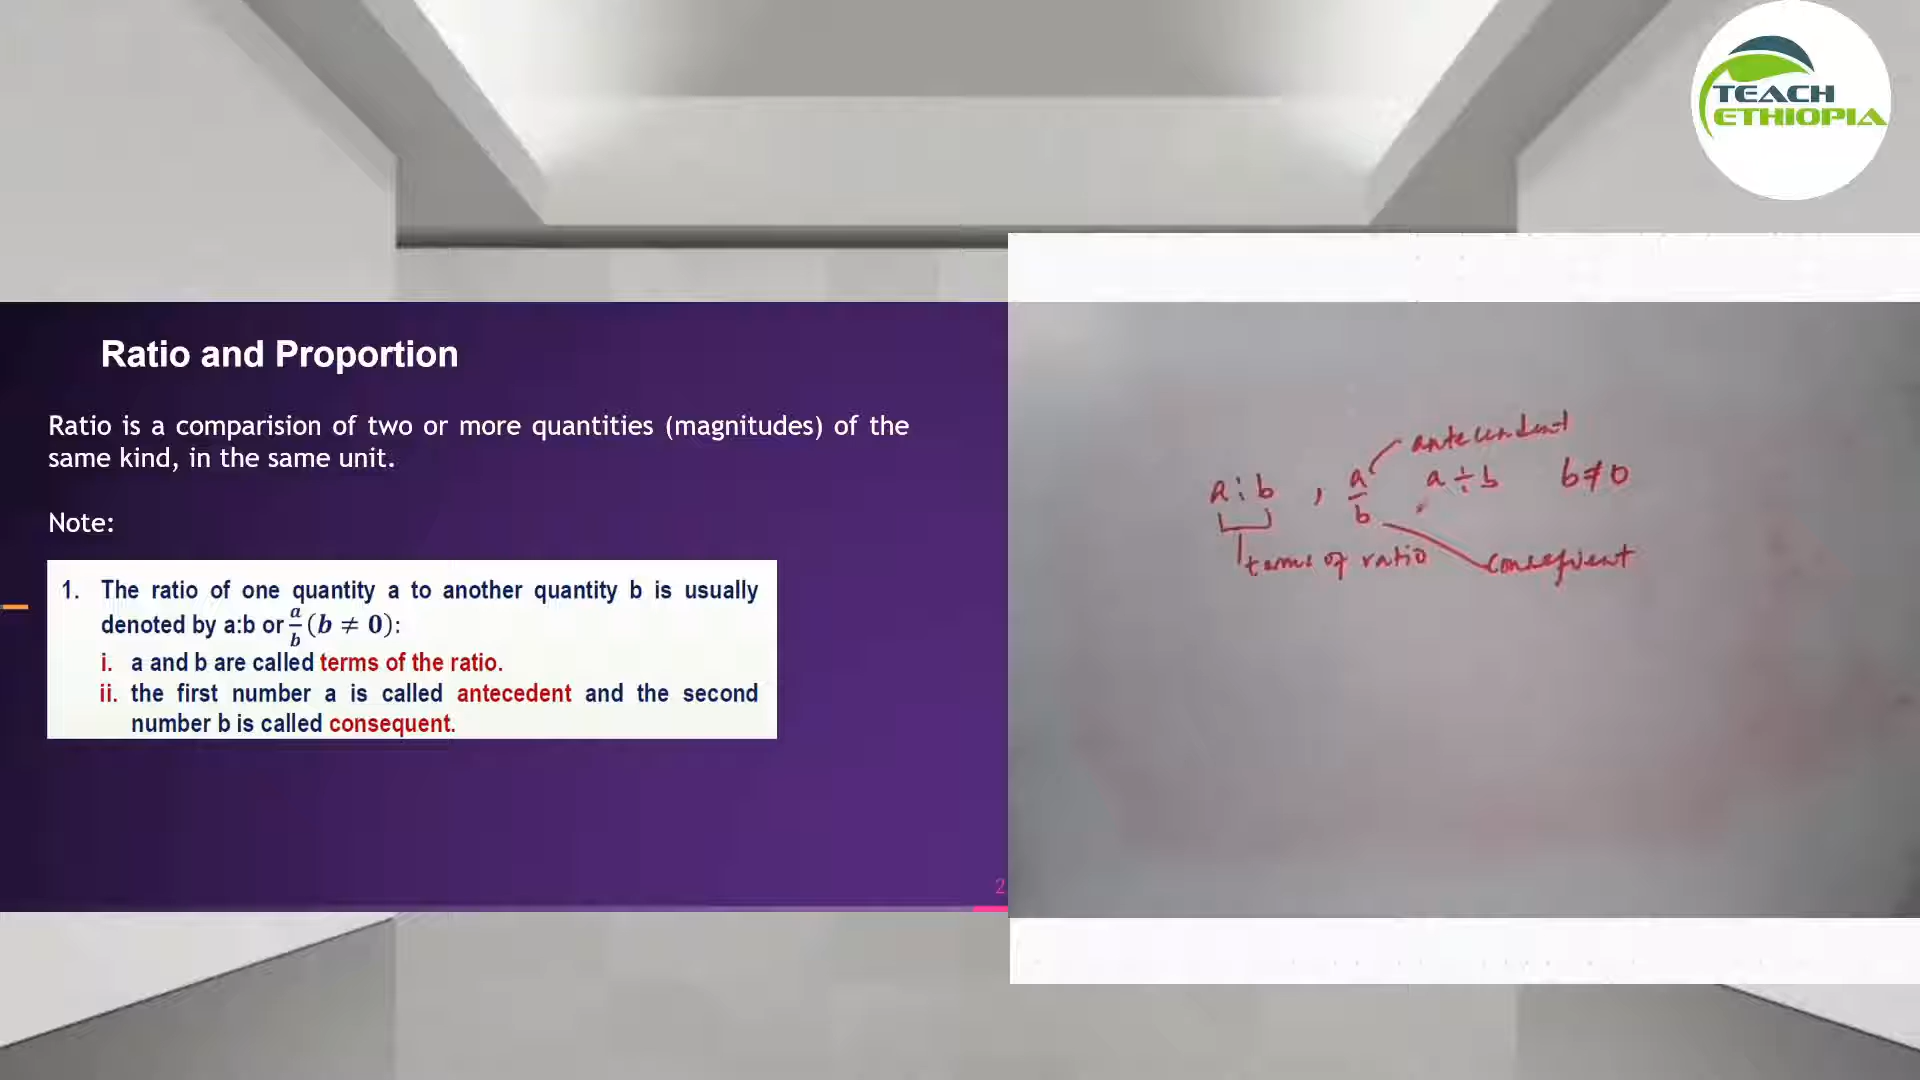 TEACH
ETHIOPIA
Ratio and Proportion
Ratio is a comparision of two or more quantities (magnitudes) of the
same kind, in the same unit.
Note:
1. The ratio of one quantity a to another quantity b is usually
denoted by a:b or a/b (b ≠ 0):
i. a and b are called terms of the ratio.
ii. the first number a is called antecedent and the second
number b is called consequent.
2
antecendent
a:b , a/b a÷b b≠0
terms of ratio consequent